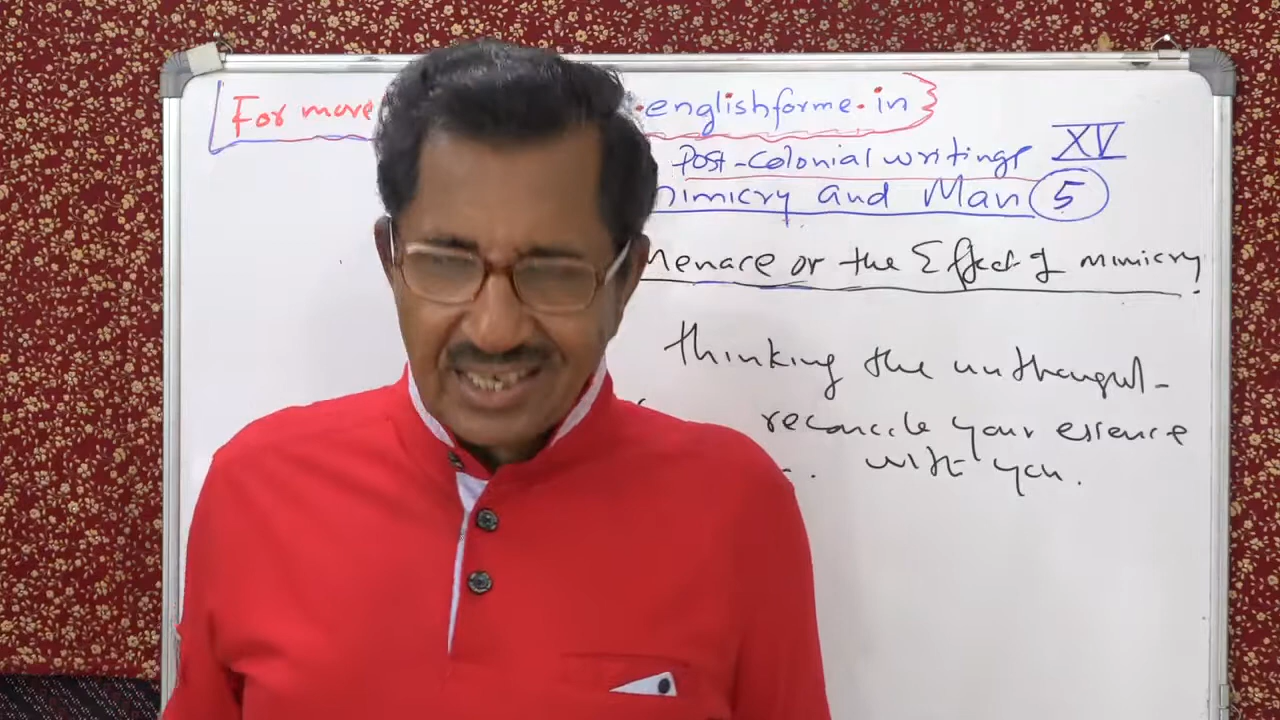 For more .englishforme.in
Post-Colonial writings XV
mimicry and Man 5
Menace or the Effect of mimicry
thinking the unthought-
reconcile your essence
with you.